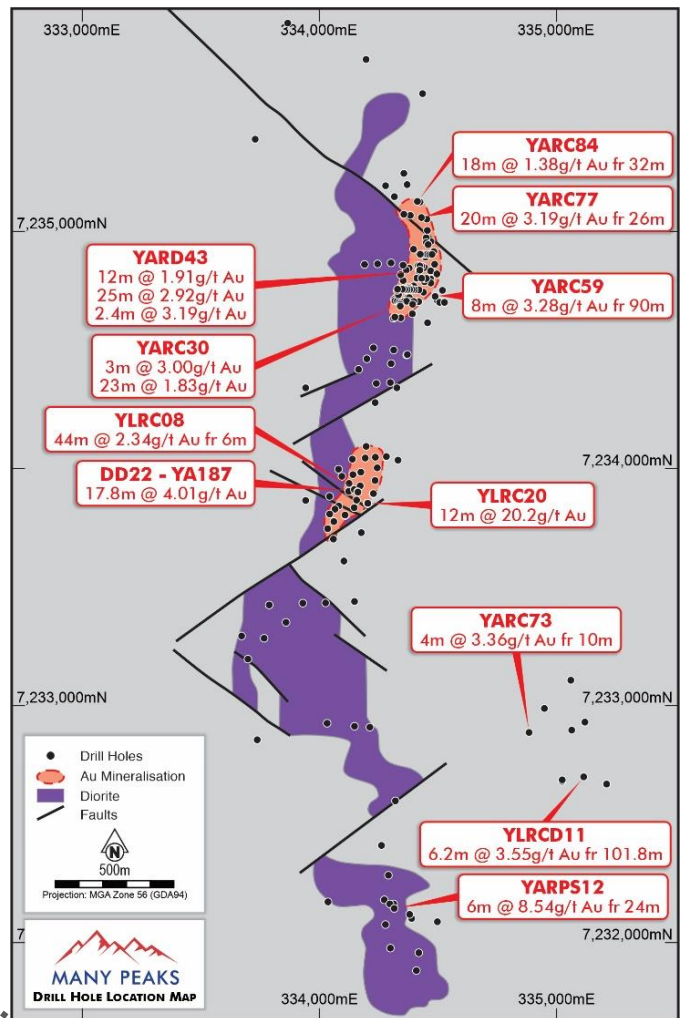 333,000mE 334,000mE 335,000mE
YARC84
18m @ 1.38g/t Au fr 32m
YARC77
20m @ 3.19g/t Au fr 26m
7,235,000mN 7,235,000mN
YARD43
12m @ 1.91g/t Au
25m @ 2.92g/t Au
2.4m @ 3.19g/t Au
YARC59
8m @ 3.28g/t Au fr 90m
YARC30
3m @ 3.00g/t Au
23m @ 1.83g/t Au
YLRC08
44m @ 2.34g/t Au fr 6m
7,234,000mN
DD22 - YA187
17.8m @ 4.01g/t Au
YLRC20
12m @ 20.2g/t Au
YARC73
4m @ 3.36g/t Au fr 10m
7,233,000mN 7,233,000mN
Drill Holes
Au Mineralisation
Diorite
Faults
N
500m
Projection: MGA Zone 56 (GDA94)
YLRCD11
6.2m @ 3.55g/t Au fr 101.8m
YARPS12
6m @ 8.54g/t Au fr 24m
7,232,000mN
MANY PEAKS
DRILL HOLE LOCATION MAP
334,000mE 335,000mE